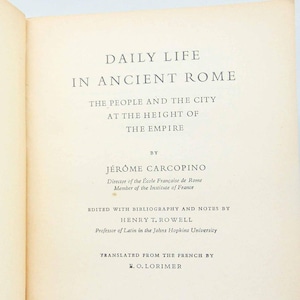 DAILY LIFE
IN ANCIENT ROME
THE PEOPLE AND THE CITY
AT THE HEIGHT OF
THE EMPIRE
BY
JÉRÔME CARCOPINO
Director of the École Française de Rome
Member of the Institute of France
EDITED WITH BIBLIOGRAPHY AND NOTES BY
HENRY T. ROWELL
Professor of Latin in the Johns Hopkins University
TRANSLATED FROM THE FRENCH BY
E. O. LORIMER